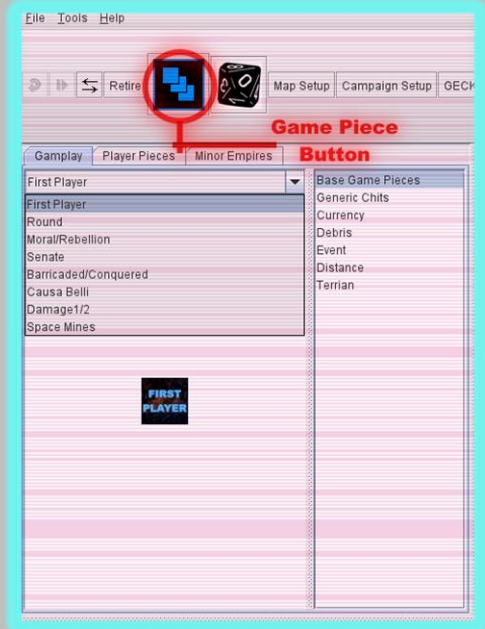 File Tools Help
Retire Map Setup Campaign Setup
Game Piece
Button
Gamplay Player Pieces Minor Empires
First Player
First Player
Round
Moral/Rebellion
Senate
Barricaded/Conquered
Causa Belli
Damage1/2
Space Mines
Base Game Pieces
Generic Chits
Currency
Debris
Event
Distance
Terrian
FIRST
PLAYER